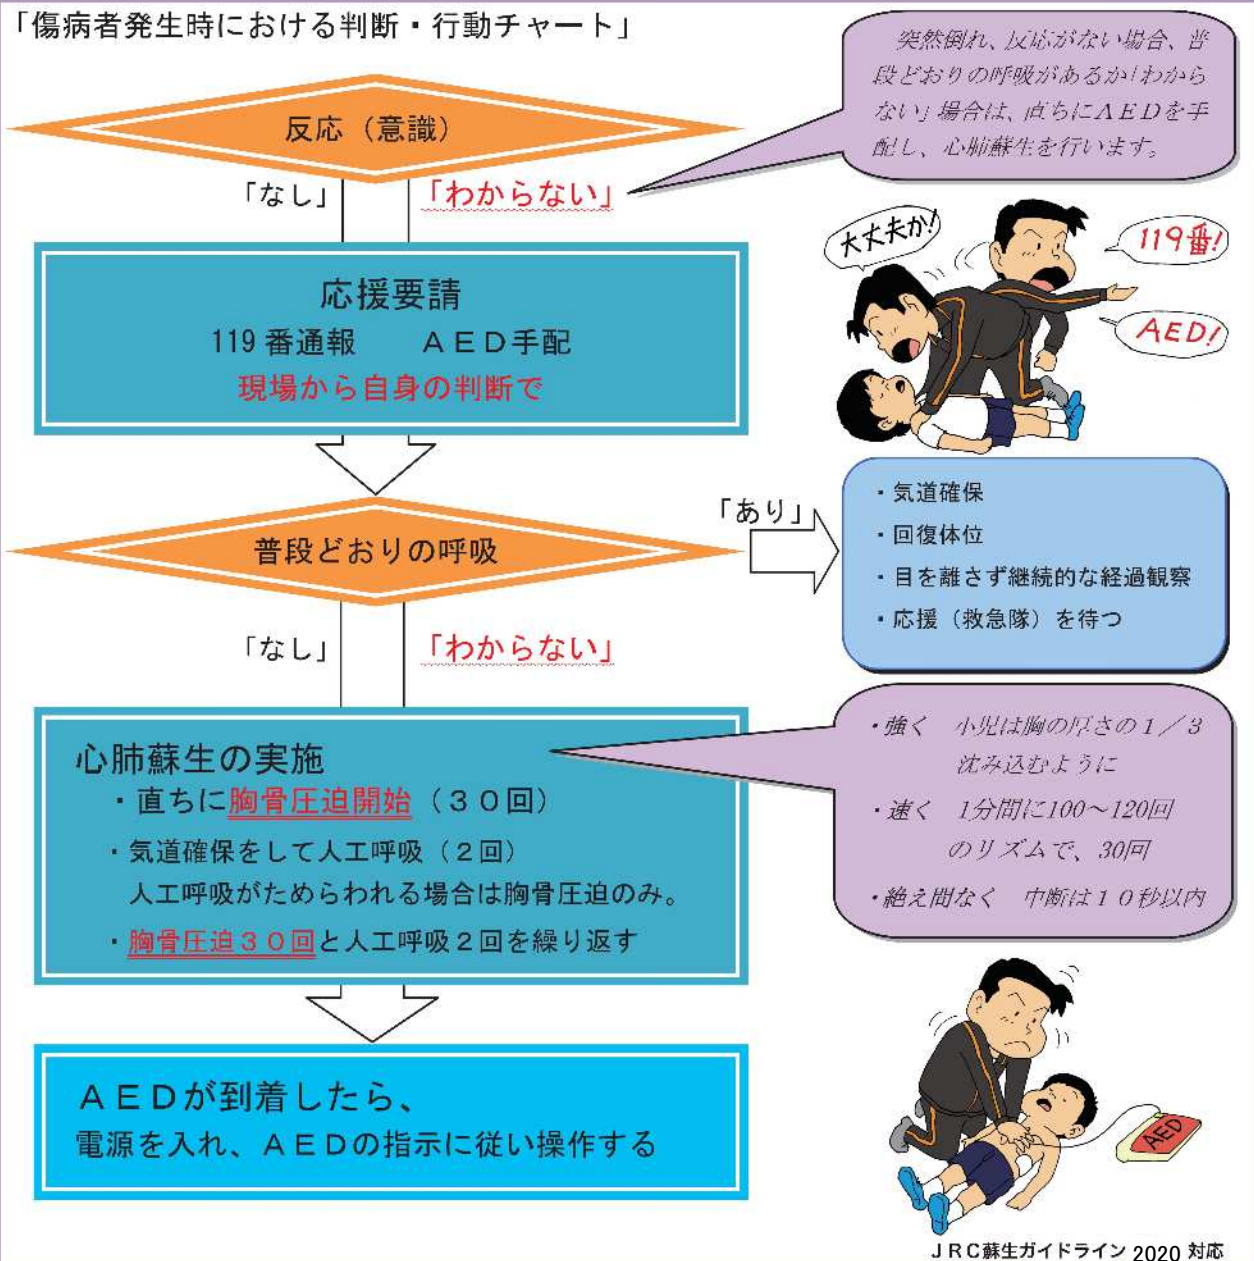 「傷病者発生時における判断・行動チャート」
突然倒れ、反応がない場合、普
段どおりの呼吸があるか「わから
ない」場合は、直ちにＡＥＤを手
配し、心肺蘇生を行います。
反応（意識）
「なし」
「わからない」
応援要請
119番通報　　ＡＥＤ手配
現場から自身の判断で
大丈夫か!
119番!
AED!
普段どおりの呼吸
「あり」
・気道確保
・回復体位
・目を離さず継続的な経過観察
・応援（救急隊）を待つ
「なし」
「わからない」
心肺蘇生の実施
・直ちに胸骨圧迫開始（３０回）
・気道確保をして人工呼吸（２回）
人工呼吸がためらわれる場合は胸骨圧迫のみ。
・胸骨圧迫３０回と人工呼吸２回を繰り返す
・強く　小児は胸の厚さの１／３
沈み込むように
・速く　1分間に100～120回
のリズムで、30回
・絶え間なく　中断は１０秒以内
ＡＥＤが到着したら、
電源を入れ、ＡＥＤの指示に従い操作する
AED
ＪＲＣ蘇生ガイドライン 2020 対応